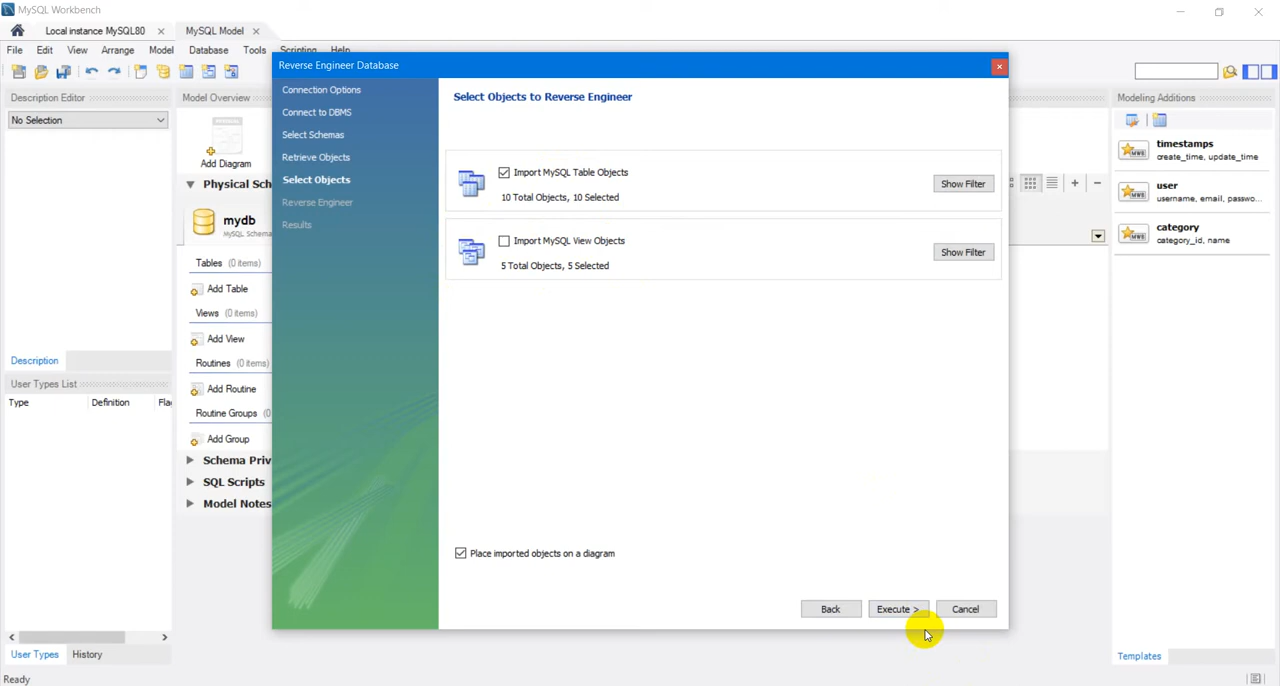 MySQL Workbench
Local instance MySQL80
MySQL Model
File Edit View Arrange Model Database Tools Scripting Help
Description Editor
No Selection
Description
User Types List
Type Definition Flag
User Types History
Ready
Model Overview
Add Diagram
Physical Sch
mydb
MySQL Schema
Tables (0 items)
Add Table
Views (0 items)
Add View
Routines (0 items)
Add Routine
Routine Groups (0
Add Group
Schema Priv
SQL Scripts
Model Notes
Reverse Engineer Database
Connection Options
Connect to DBMS
Select Schemas
Retrieve Objects
Select Objects
Reverse Engineer
Results
Select Objects to Reverse Engineer
Import MySQL Table Objects
10 Total Objects, 10 Selected
Show Filter
Import MySQL View Objects
5 Total Objects, 5 Selected
Show Filter
Place imported objects on a diagram
Back Execute > Cancel
Modeling Additions
timestamps
create_time, update_time
user
username, email, passwo...
category
category_id, name
Templates